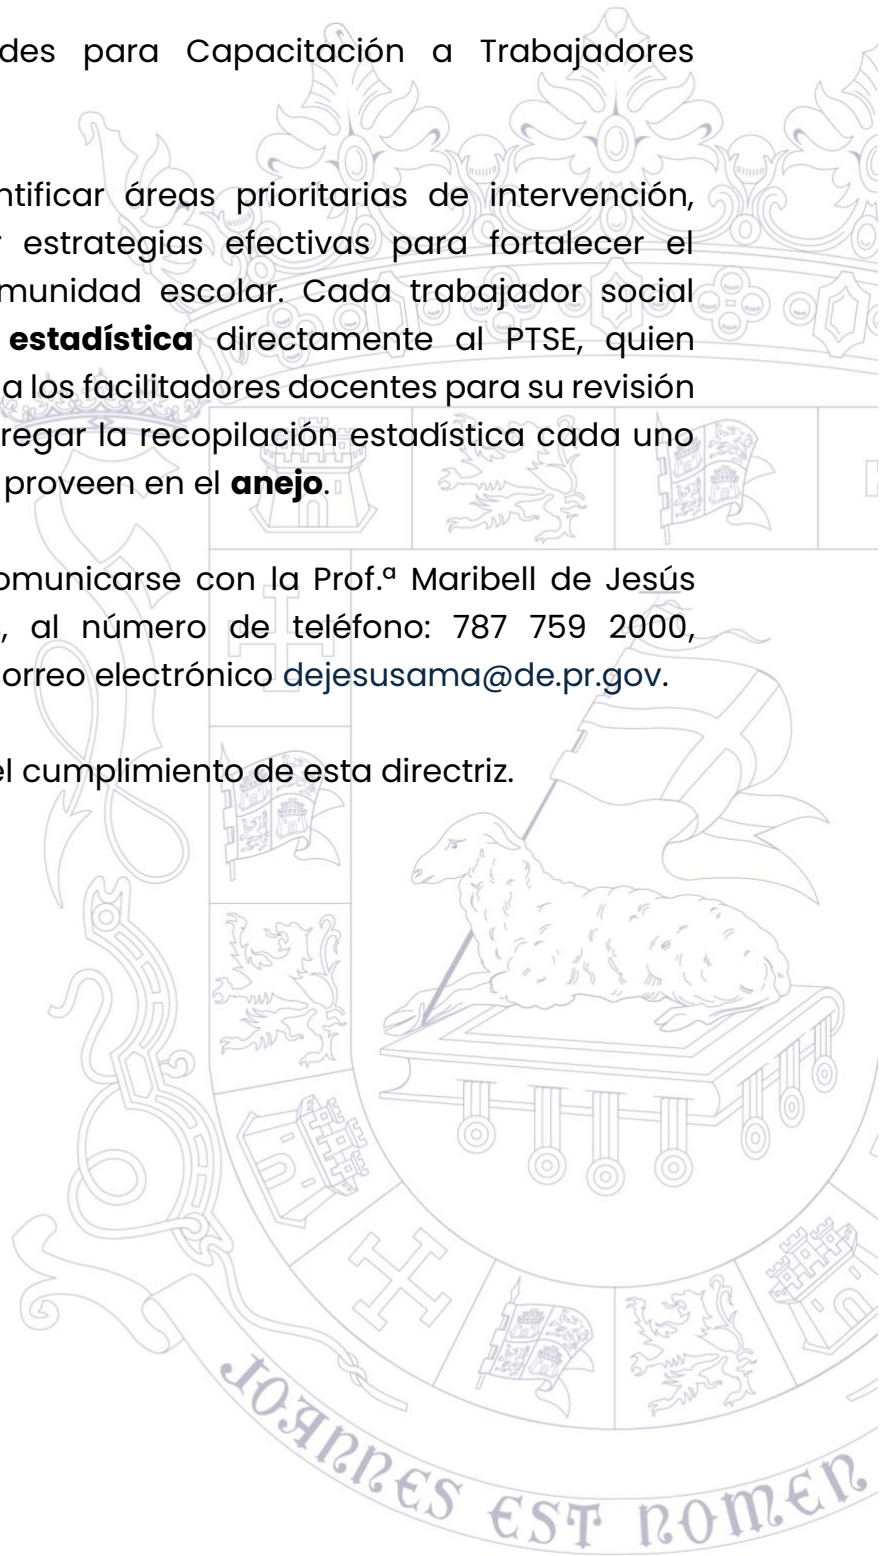 des para Capacitación a Trabajadores
ntificar áreas prioritarias de intervención,
estrategias efectivas para fortalecer el
munidad escolar. Cada trabajador social
estadística directamente al PTSE, quien
a los facilitadores docentes para su revisión
regar la recopilación estadística cada uno
proveen en el anejo.
omunicarse con la Prof.ª Maribell de Jesús
, al número de teléfono: 787 759 2000,
orreo electrónico dejesusama@de.pr.gov.
el cumplimiento de esta directriz.
JOANNES EST NOMEN